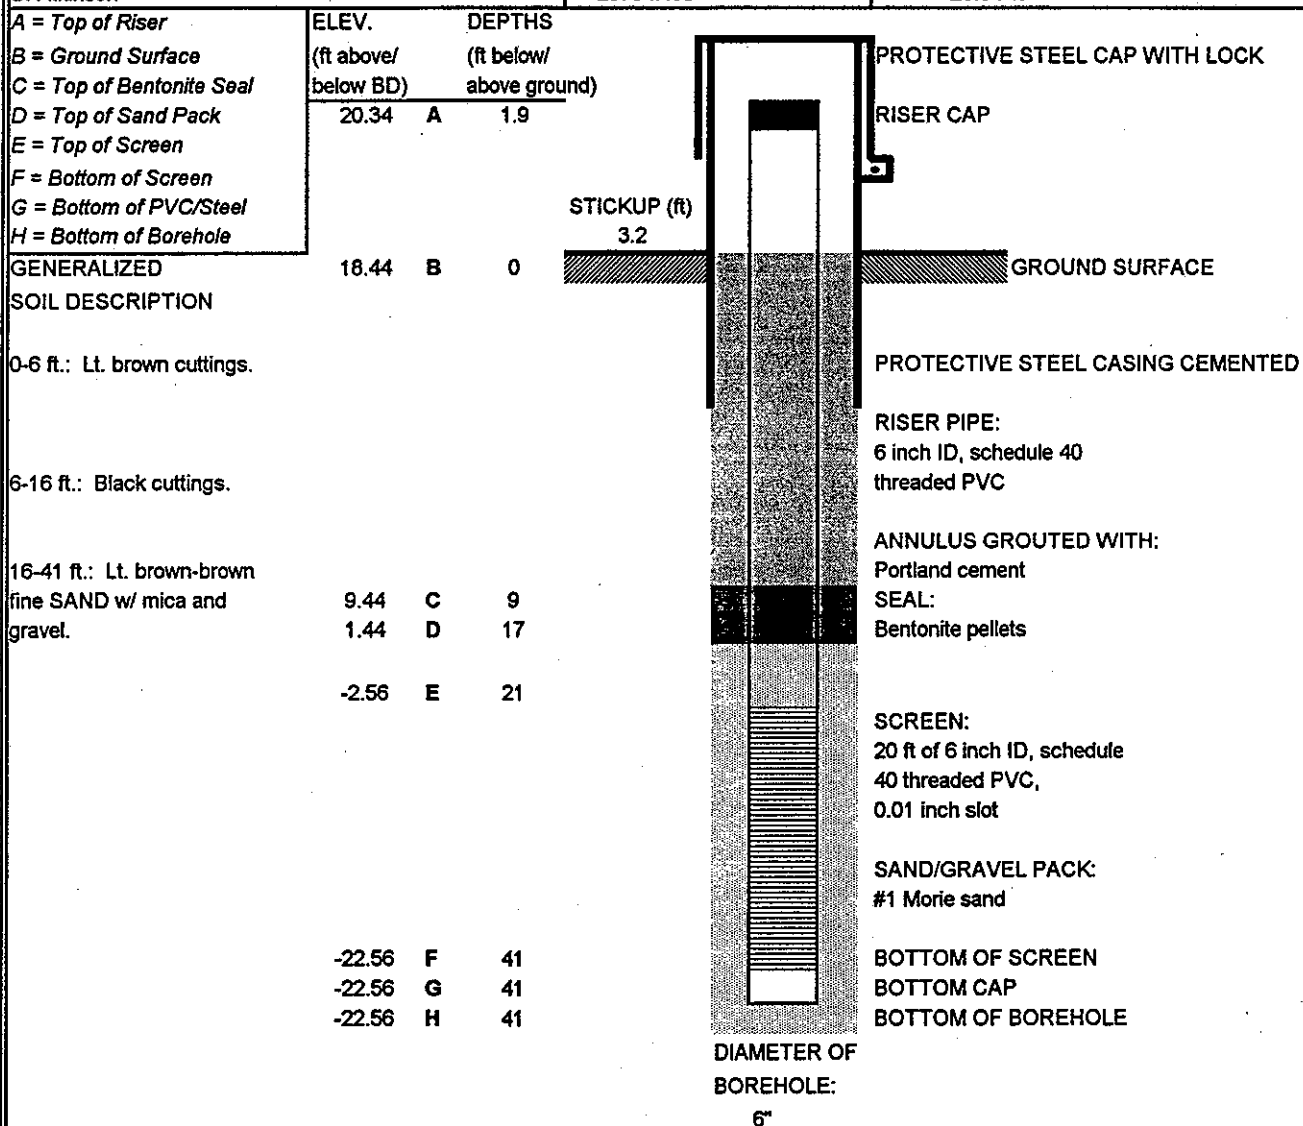 A = Top of Riser
B = Ground Surface
C = Top of Bentonite Seal
D = Top of Sand Pack
E = Top of Screen
F = Bottom of Screen
G = Bottom of PVC/Steel
H = Bottom of Borehole
ELEV. DEPTHS
(ft above/ (ft below/
below BD) above ground)
20.34 A 1.9
PROTECTIVE STEEL CAP WITH LOCK
RISER CAP
STICKUP (ft)
3.2
GENERALIZED 18.44 B 0 GROUND SURFACE
SOIL DESCRIPTION
0-6 ft.: Lt. brown cuttings.
PROTECTIVE STEEL CASING CEMENTED
RISER PIPE:
6 inch ID, schedule 40
threaded PVC
6-16 ft.: Black cuttings.
ANNULUS GROUTED WITH:
Portland cement
16-41 ft.: Lt. brown-brown
fine SAND w/ mica and 9.44 C 9 SEAL:
gravel. 1.44 D 17 Bentonite pellets
-2.56 E 21
SCREEN:
20 ft of 6 inch ID, schedule
40 threaded PVC,
0.01 inch slot
SAND/GRAVEL PACK:
#1 Morie sand
-22.56 F 41 BOTTOM OF SCREEN
-22.56 G 41 BOTTOM CAP
-22.56 H 41 BOTTOM OF BOREHOLE
DIAMETER OF
BOREHOLE:
6"